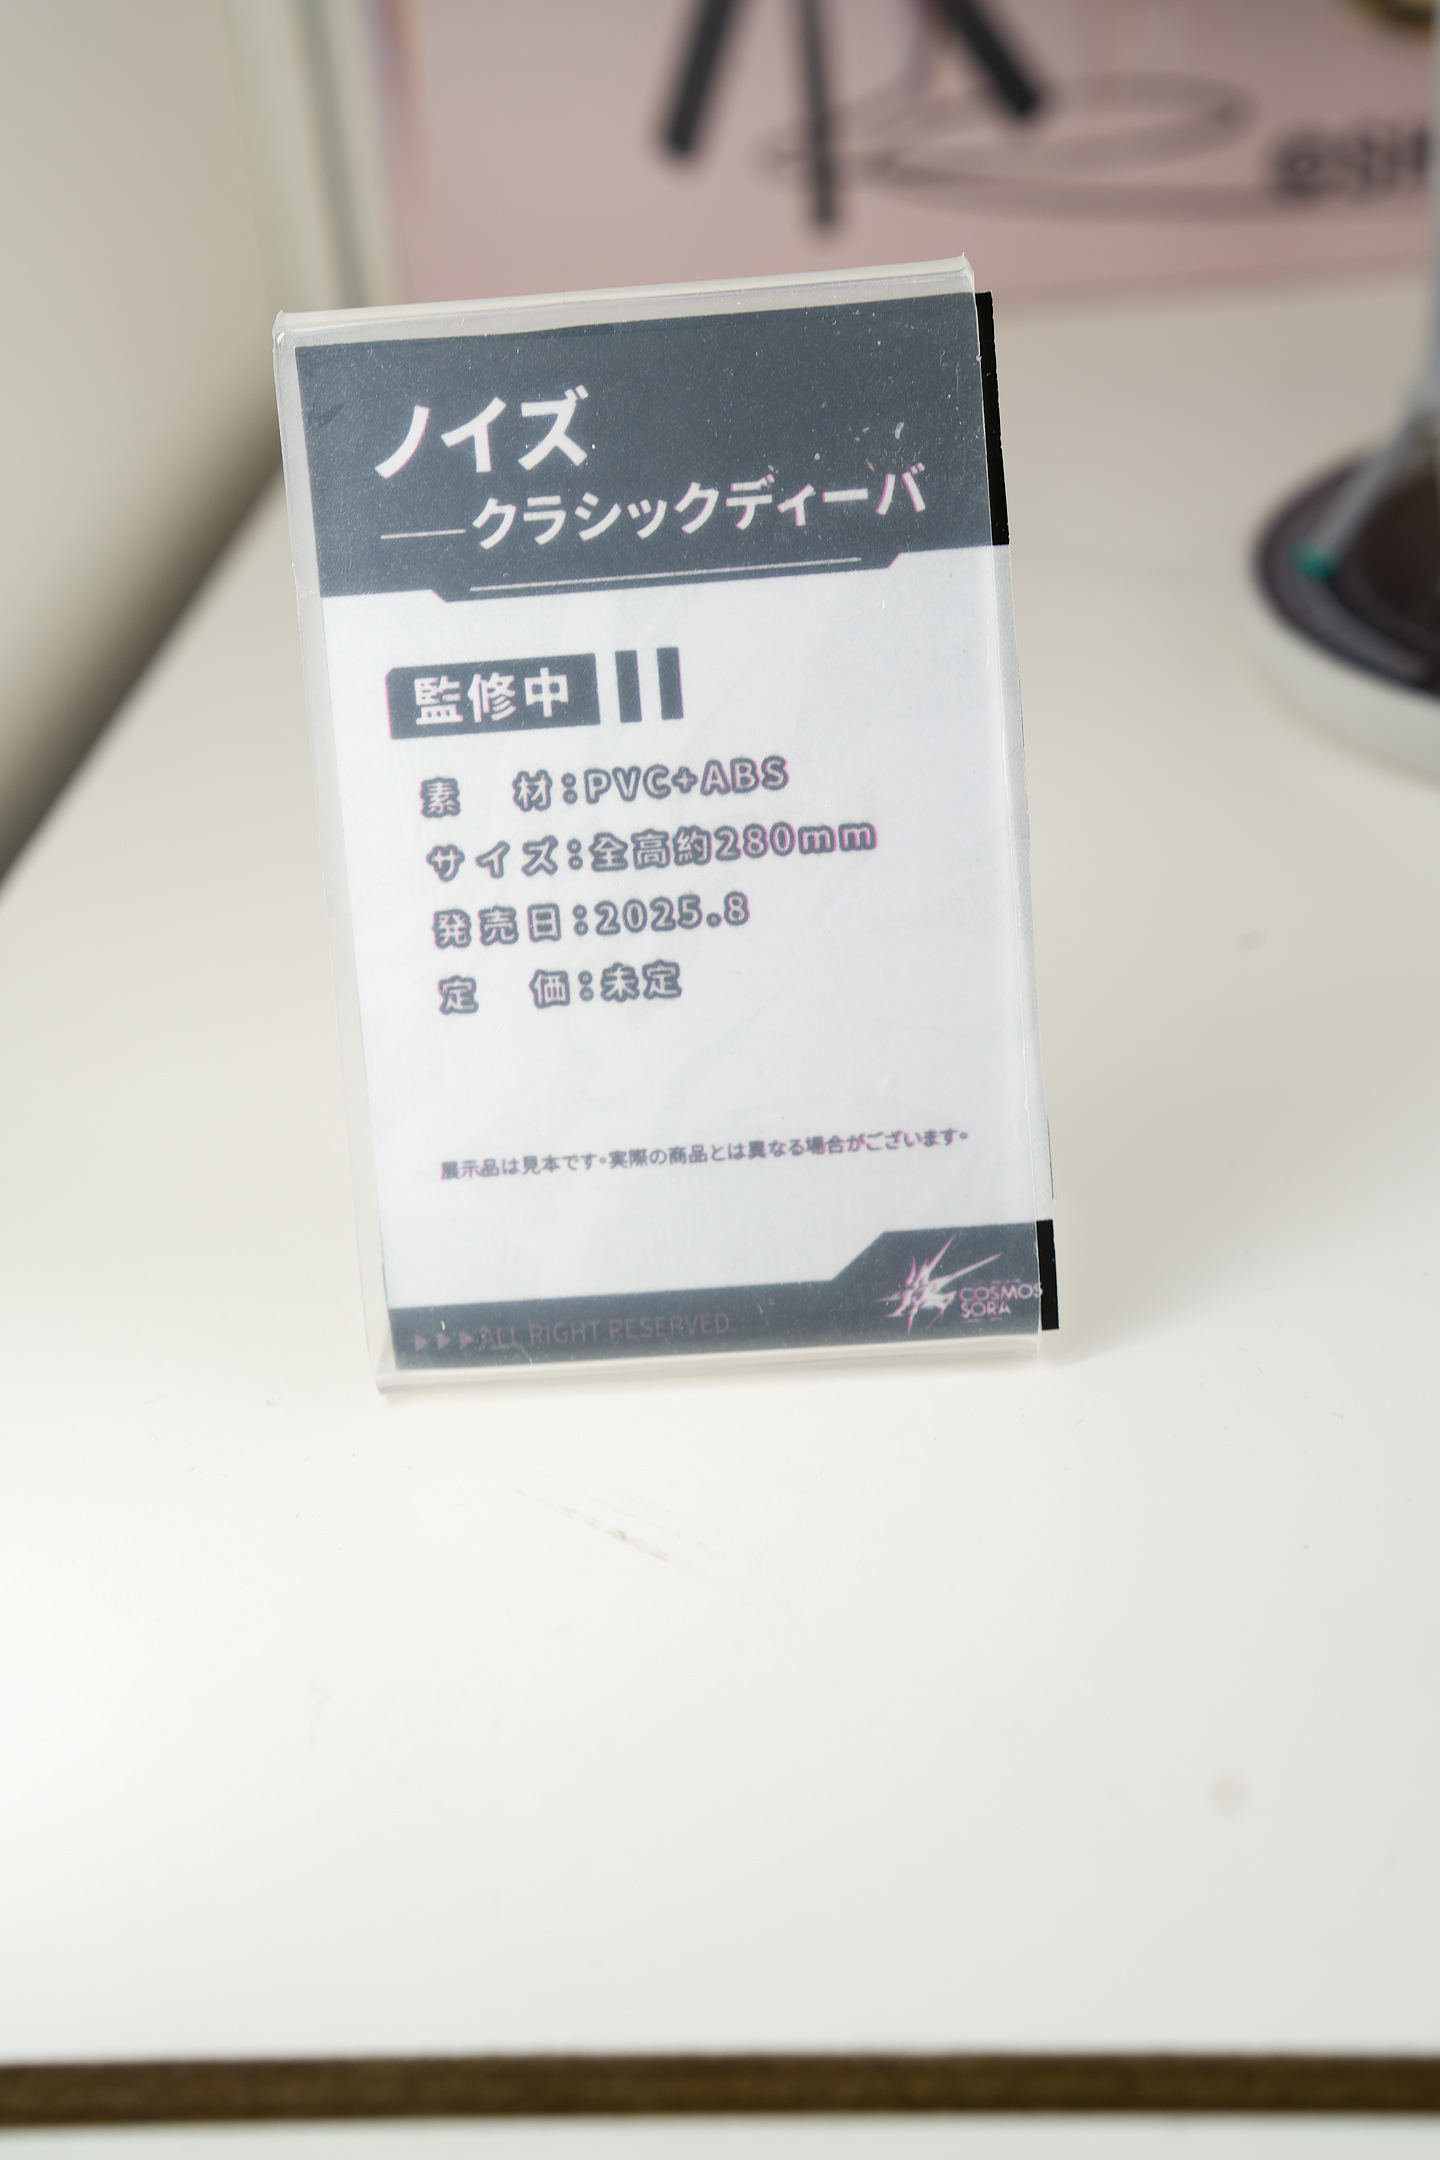 ノイズ
クラシックディーバ
監修中
素　材：PVC+ABS
サイズ：全高約280mm
発売日：2025.8
定　価：未定
展示品は見本です。実際の商品とは異なる場合がございます。
COSMOS
SORA
ALL RIGHT RESERVED